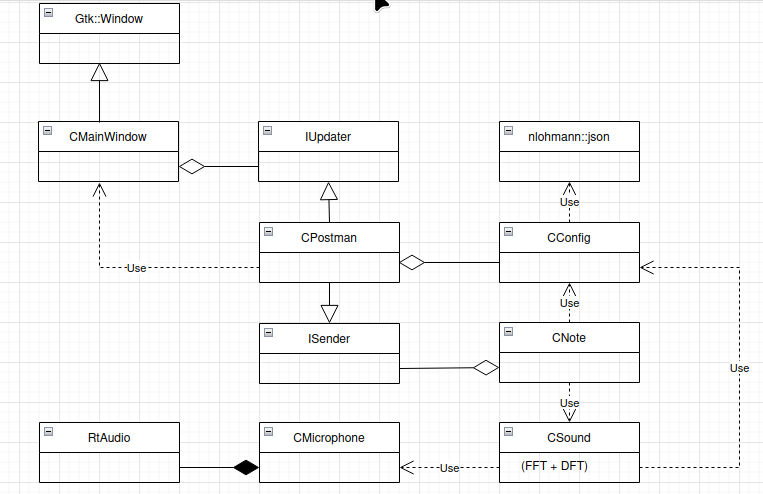 Gtk::Window
CMainWindow
IUpdater
nlohmann::json
Use
CPostman
CConfig
Use
Use
ISender
CNote
Use
Use
RtAudio
CMicrophone
CSound
Use
(FFT + DFT)